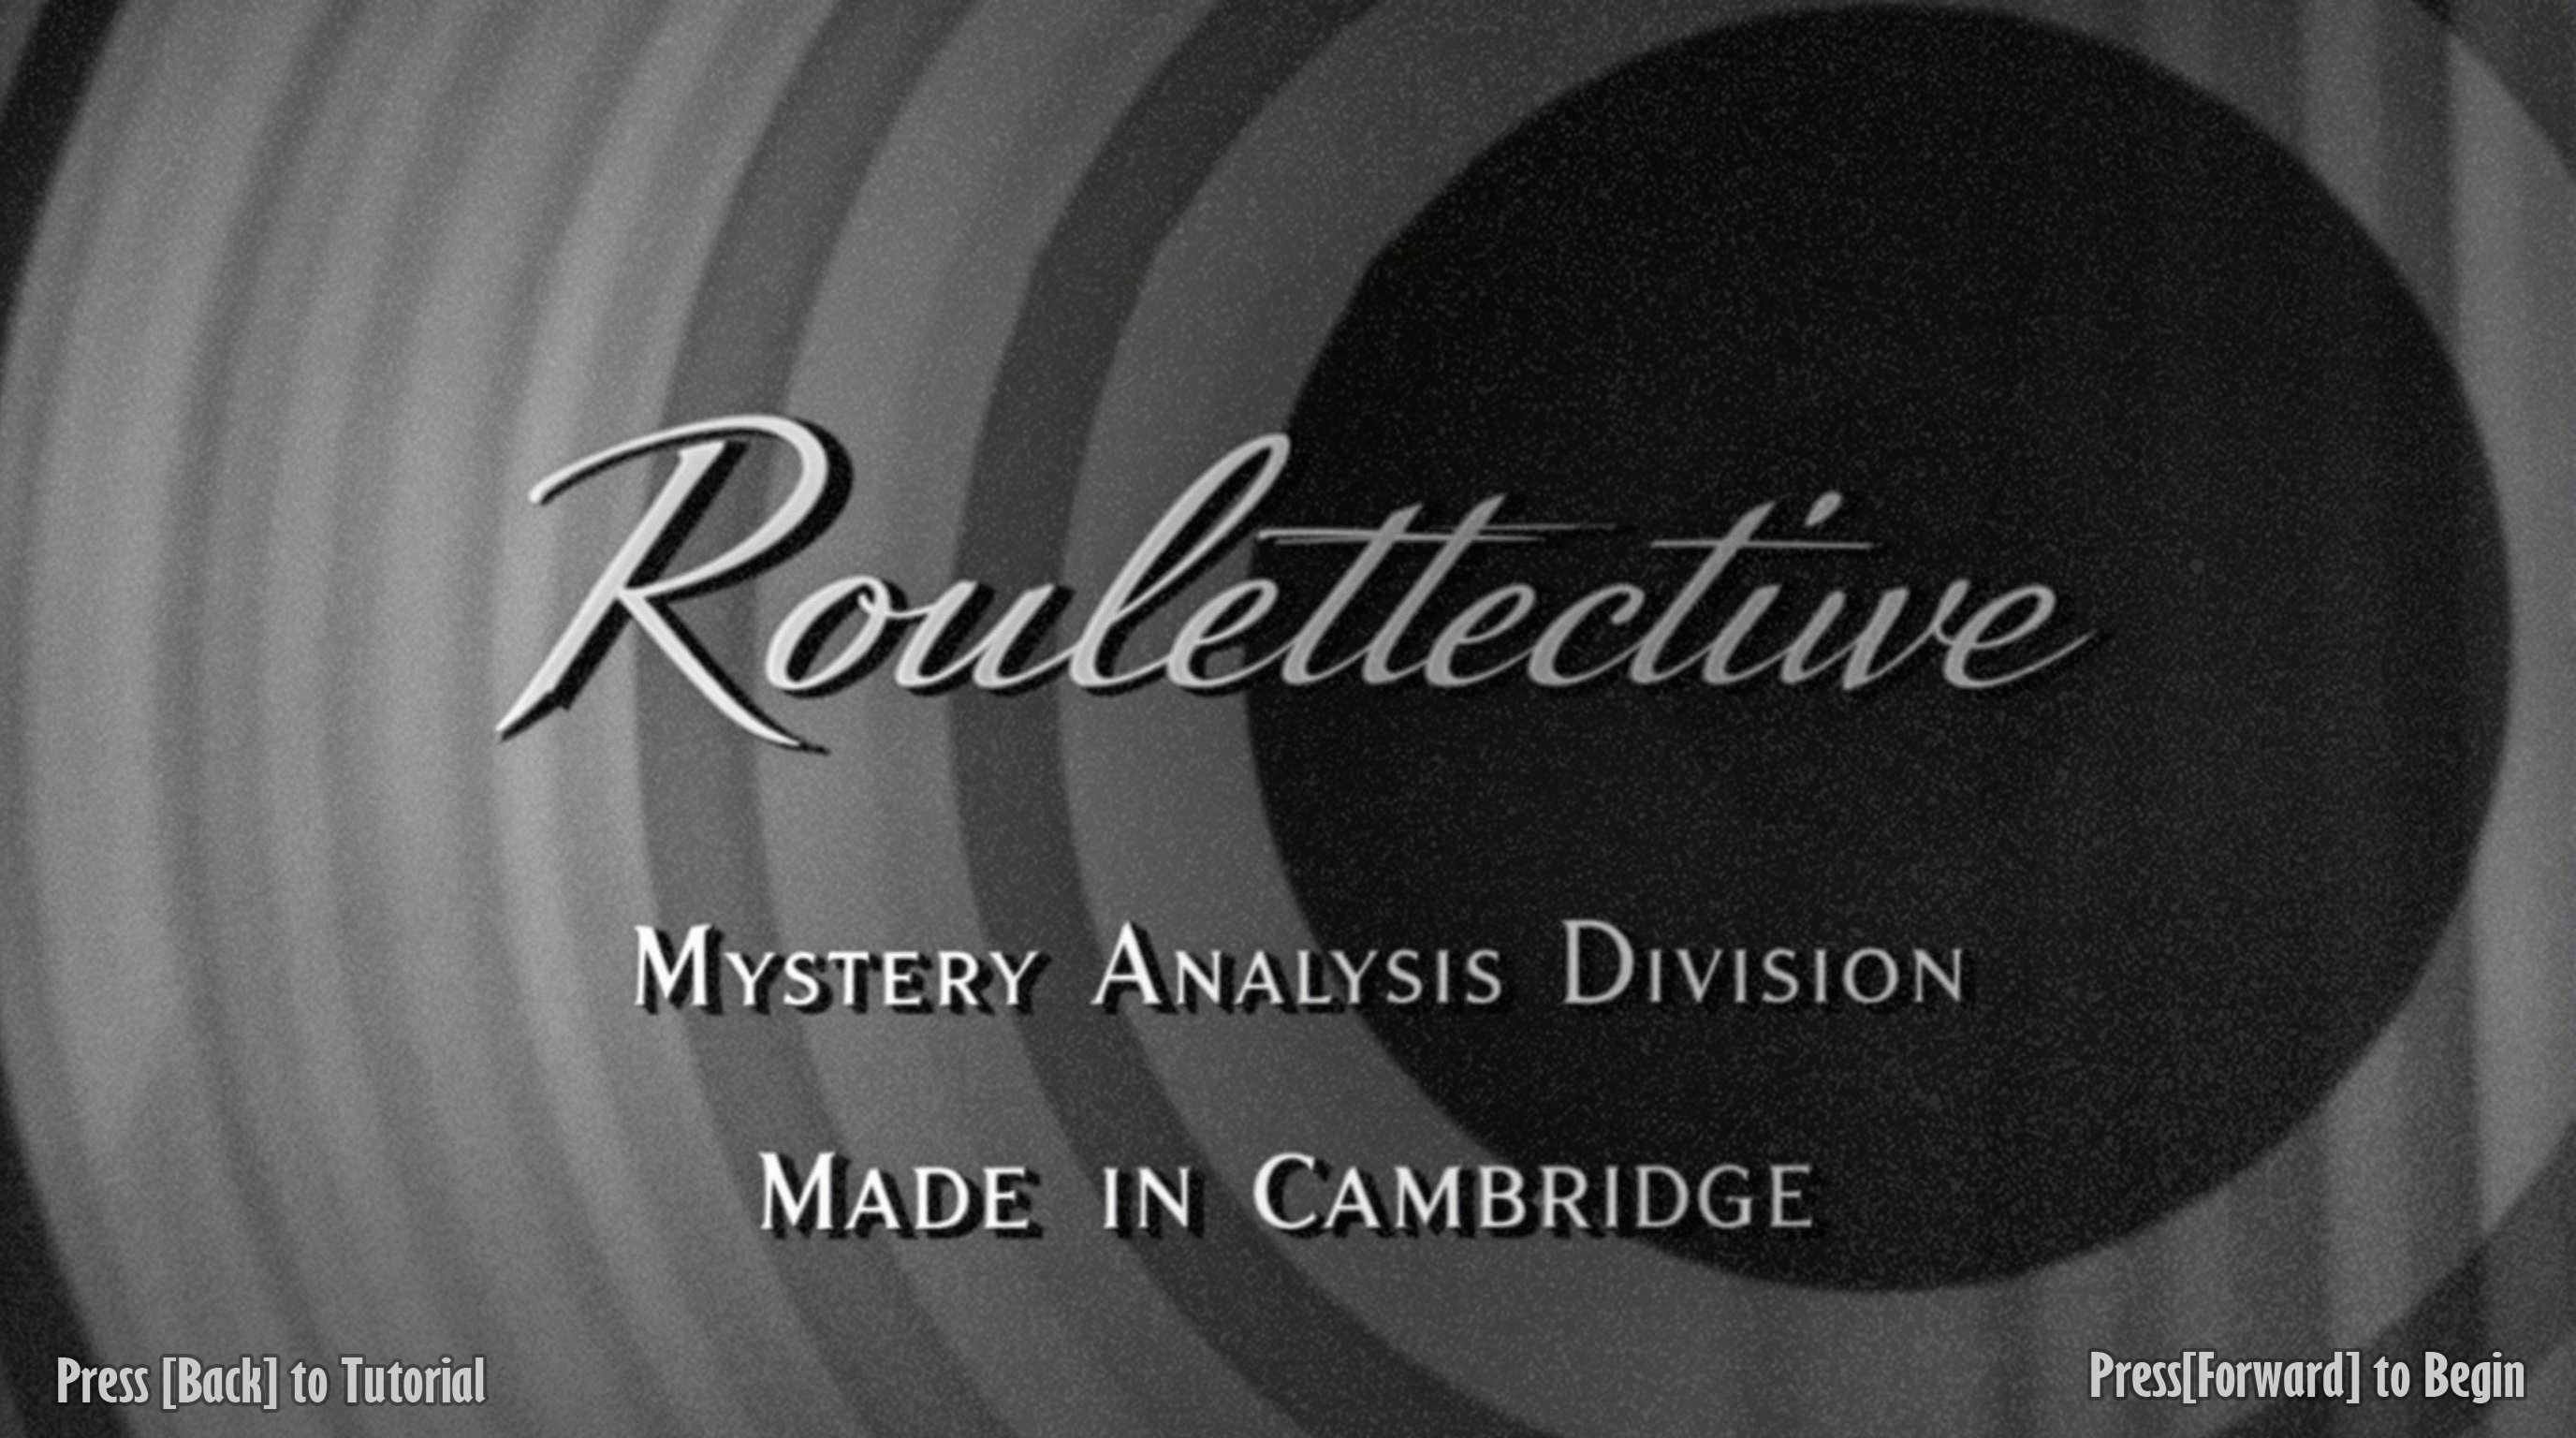 Roulettective
Mystery Analysis Division
Made in Cambridge
Press [Back] to Tutorial
Press[Forward] to Begin